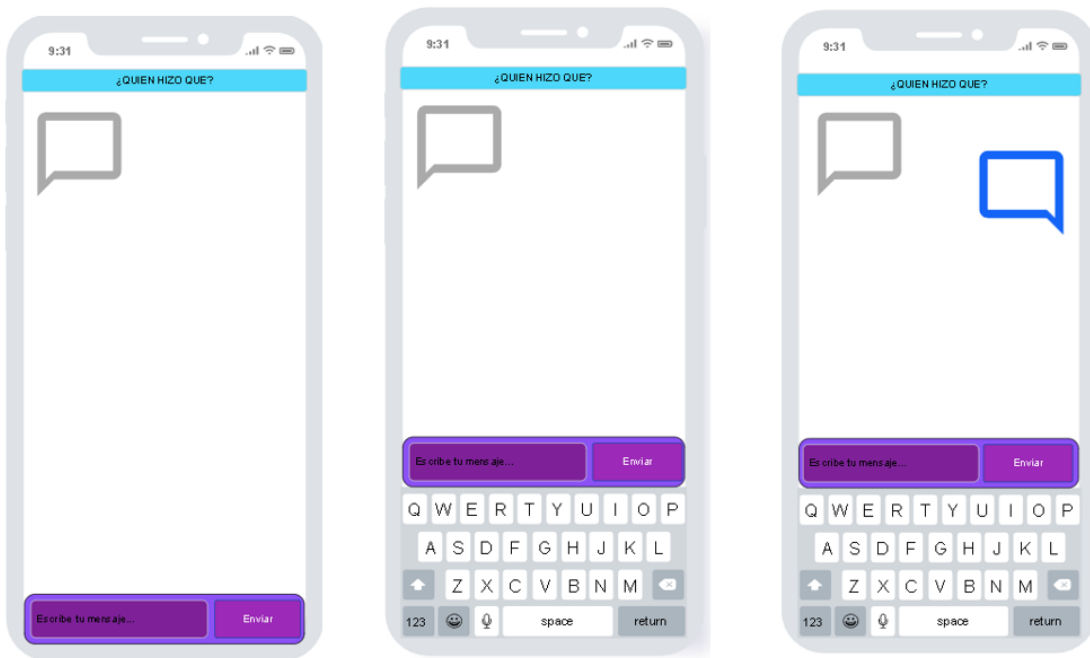 9:31
¿QUIEN HIZO QUE?
Escribe tu mensaje...
Enviar
9:31
¿QUIEN HIZO QUE?
Escribe tu mensaje...
Enviar
Q W E R T Y U I O P
A S D F G H J K L
Z X C V B N M
123 space return
9:31
¿QUIEN HIZO QUE?
Escribe tu mensaje...
Enviar
Q W E R T Y U I O P
A S D F G H J K L
Z X C V B N M
123 space return